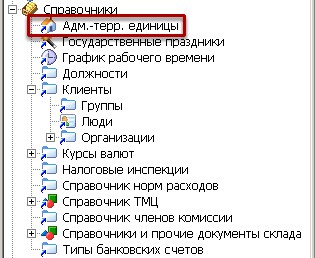 Справочники
Адм.-терр. единицы
Государственные праздники
График рабочего времени
Должности
Клиенты
Группы
Люди
Организации
Курсы валют
Налоговые инспекции
Справочник норм расходов
Справочник ТМЦ
Справочник членов комиссии
Справочники и прочие документы склада
Типы банковских счетов